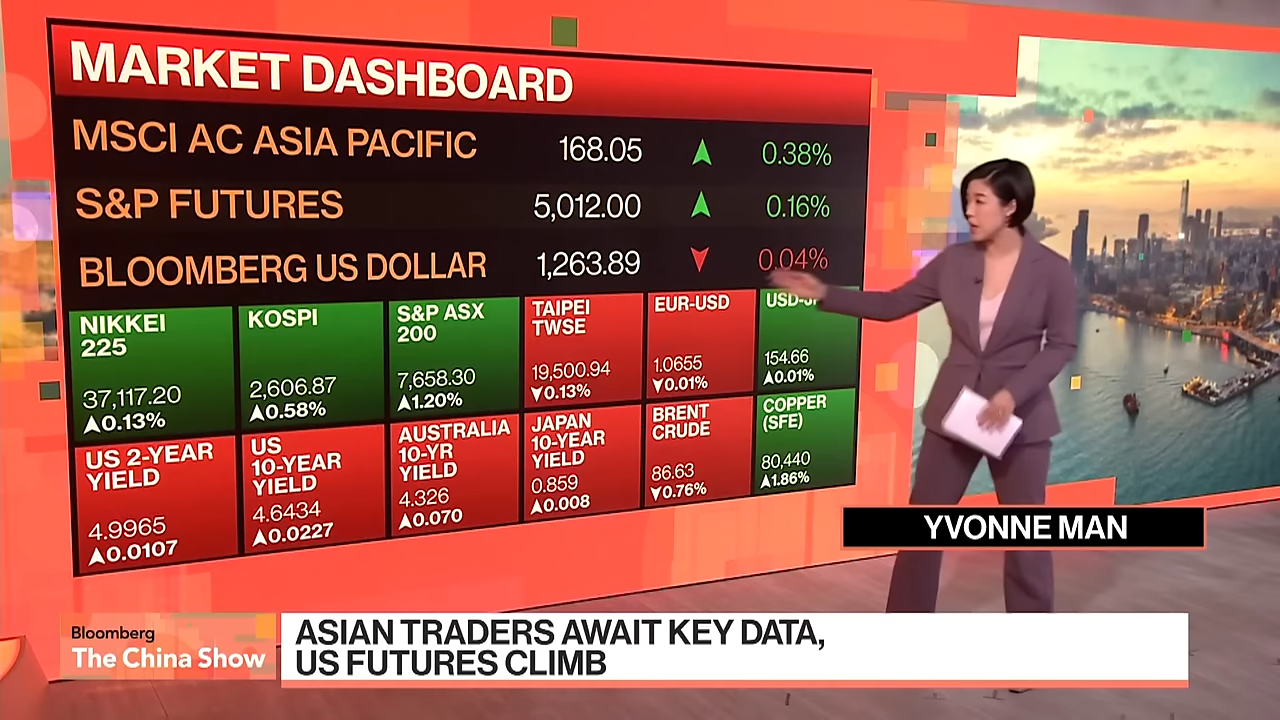 MARKET DASHBOARD
MSCI AC ASIA PACIFIC 168.05 ▲ 0.38%
S&P FUTURES 5,012.00 ▲ 0.16%
BLOOMBERG US DOLLAR 1,263.89 ▼ 0.04%
NIKKEI
225
37,117.20
▲0.13%
KOSPI
2,606.87
▲0.58%
S&P ASX
200
7,658.30
▲1.20%
TAIPEI
TWSE
19,500.94
▼0.13%
EUR-USD
1.0655
▼0.01%
USD-J
154.66
▲0.01%
US 2-YEAR
YIELD
4.9965
▲0.0107
US
10-YEAR
YIELD
4.6434
▲0.0227
AUSTRALIA
10-YR
YIELD
4.326
▲0.070
JAPAN
10-YEAR
YIELD
0.859
▲0.008
BRENT
CRUDE
86.63
▼0.76%
COPPER
(SFE)
80,440
▲1.86%
YVONNE MAN
Bloomberg
The China Show
ASIAN TRADERS AWAIT KEY DATA,
US FUTURES CLIMB